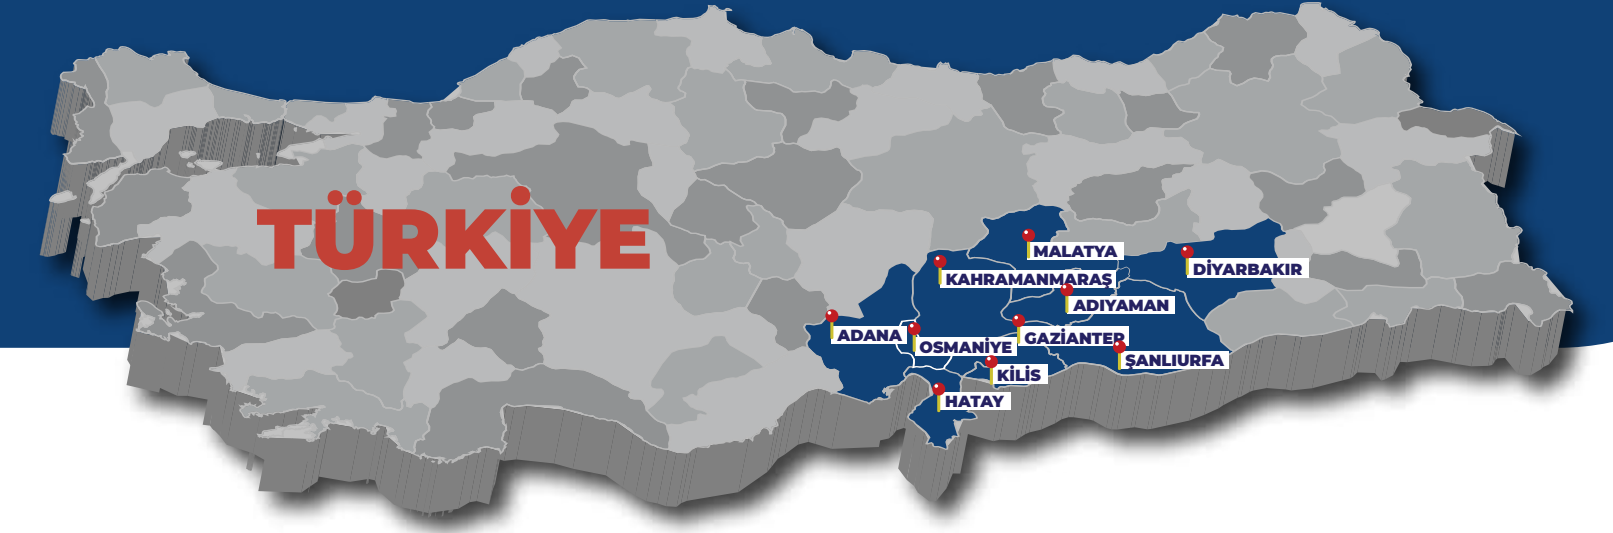 TÜRKİYE
MALATYA
DİYARBAKIR
KAHRAMANMARAŞ
ADIYAMAN
ADANA
OSMANİYE
GAZİANTEP
ŞANLIURFA
KİLİS
HATAY